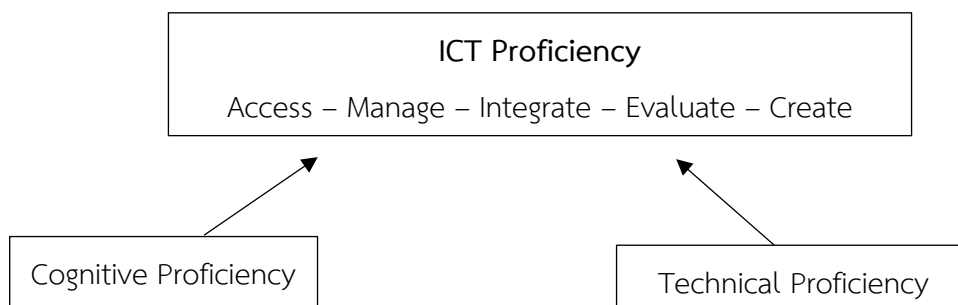 ICT Proficiency
Access – Manage – Integrate – Evaluate – Create
Cognitive Proficiency
Technical Proficiency